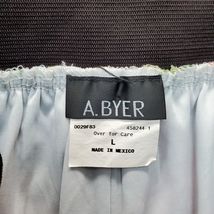 A.BYER
0029F83 458244 1
Over for Care
L
MADE IN MEXICO